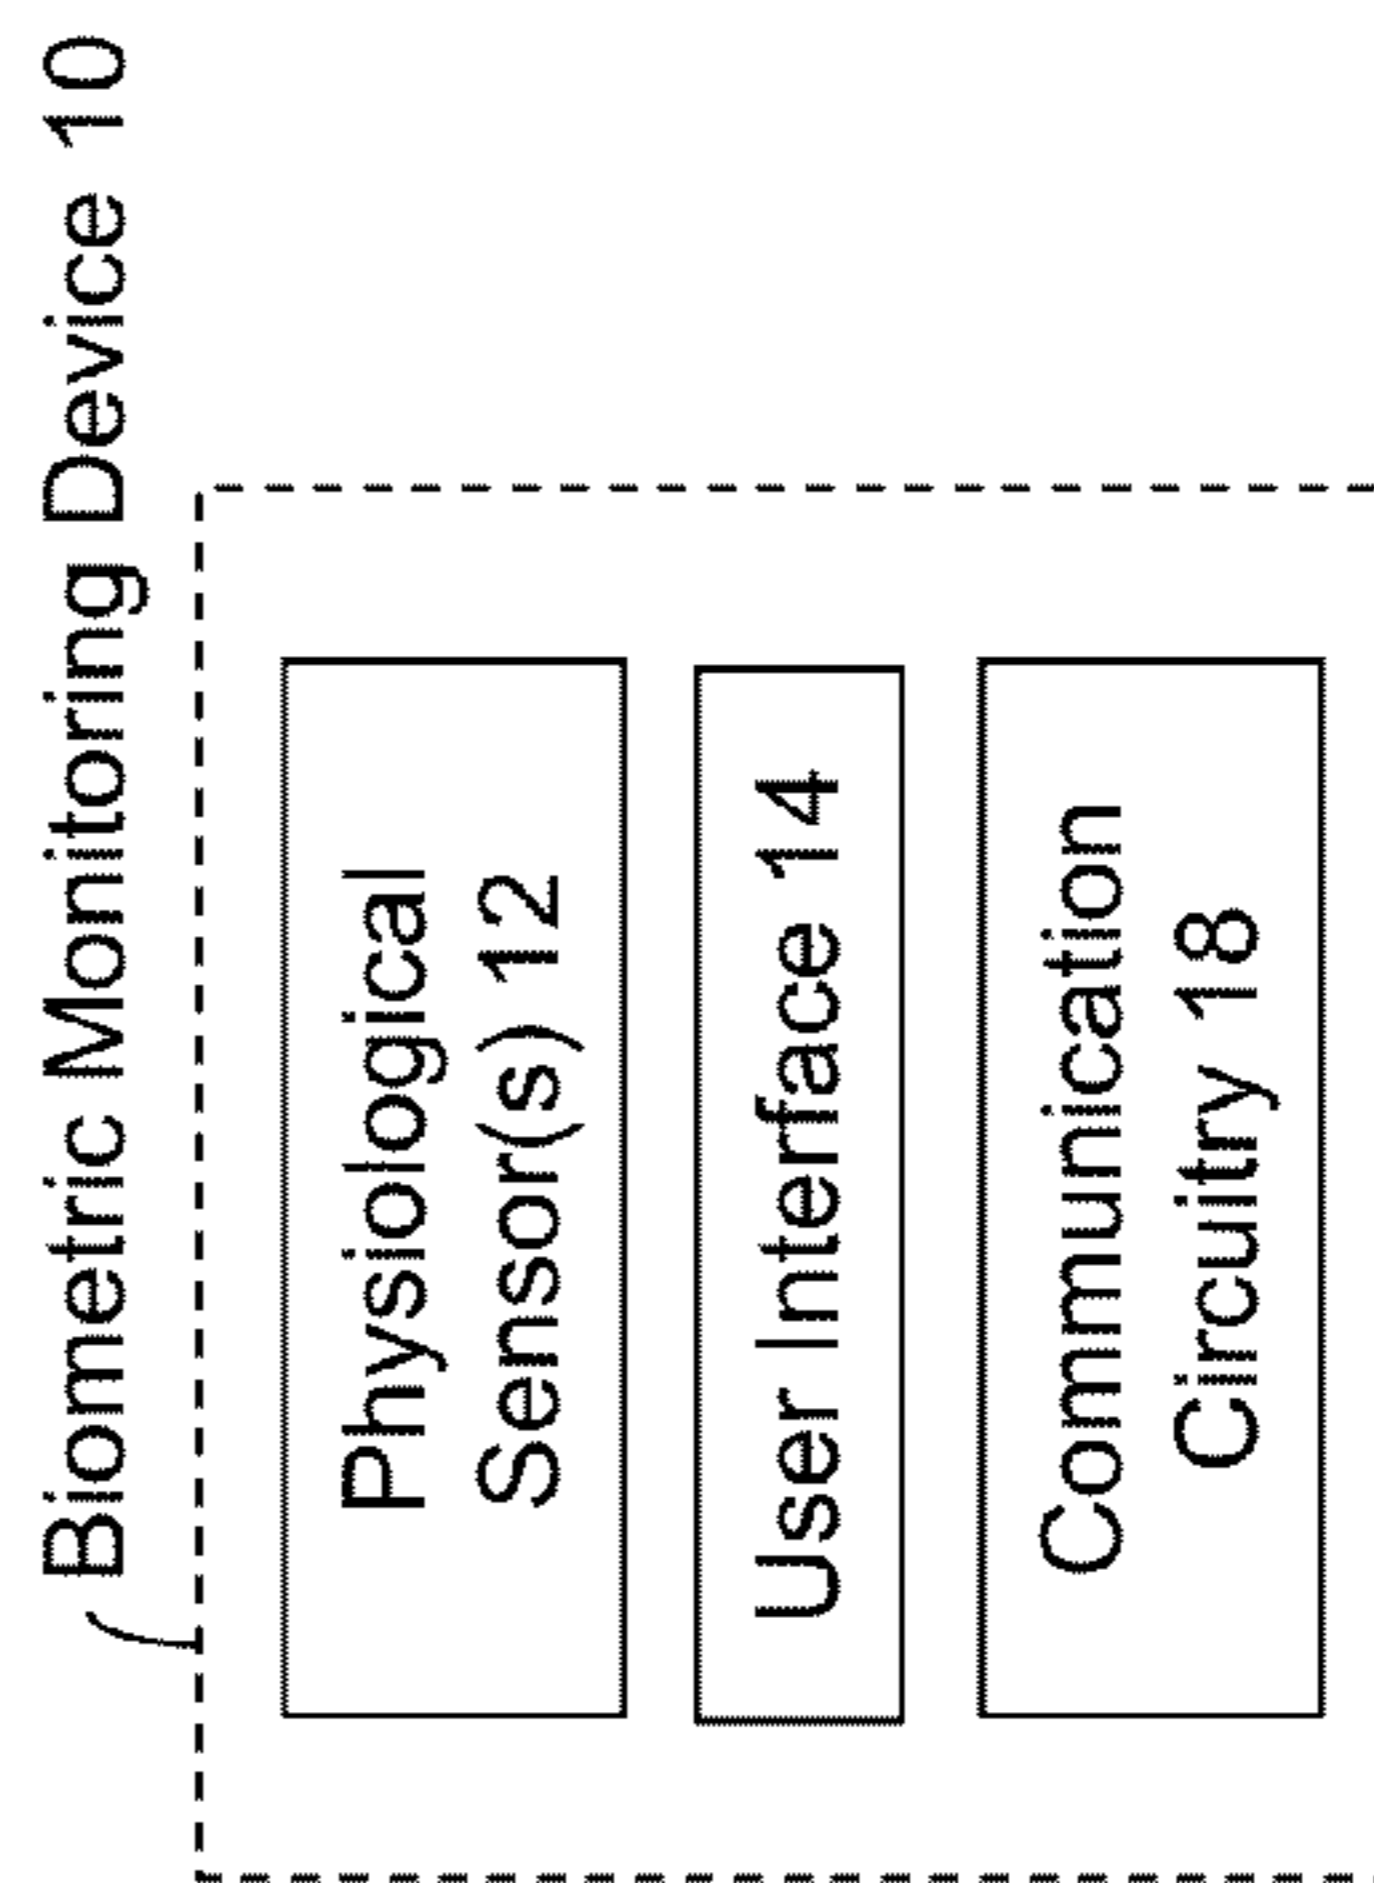 Biometric Monitoring Device 10
Physiological
Sensor(s) 12
User Interface 14
Communication
Circuitry 18